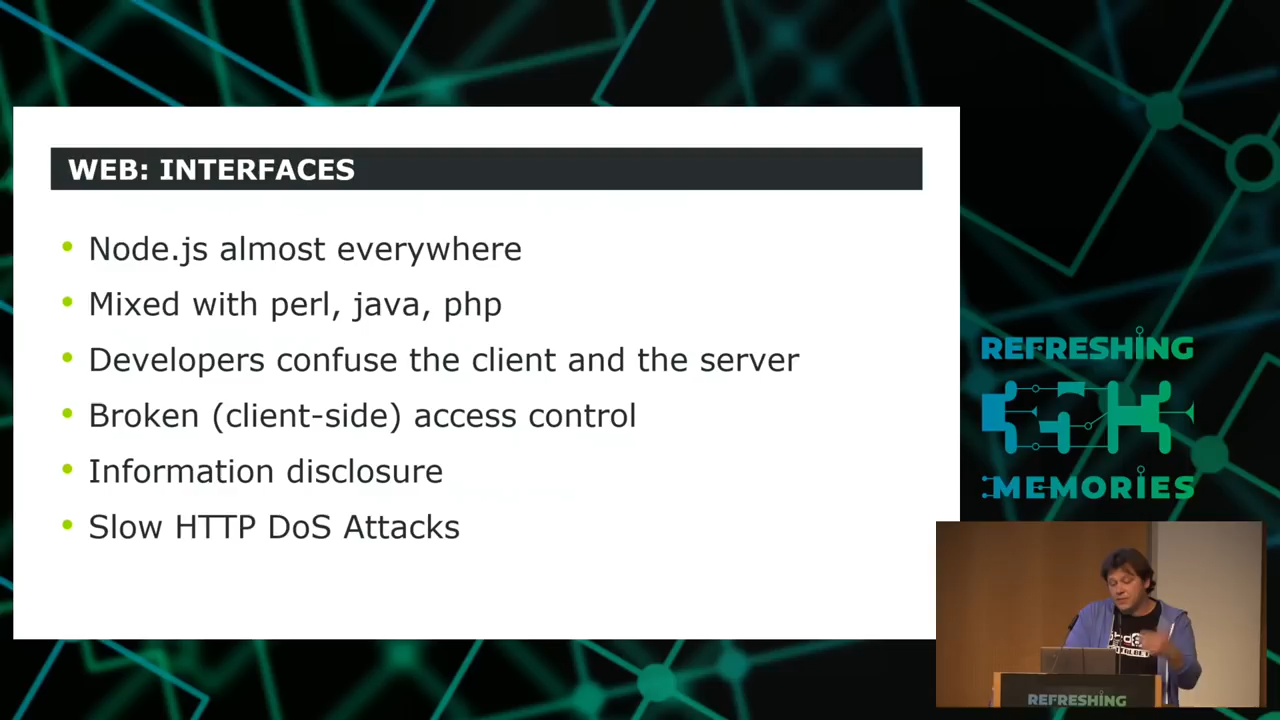 WEB: INTERFACES
• Node.js almost everywhere
• Mixed with perl, java, php
• Developers confuse the client and the server
• Broken (client-side) access control
• Information disclosure
• Slow HTTP DoS Attacks
REFRESHING
35C3
MEMORIES
REFRESHING